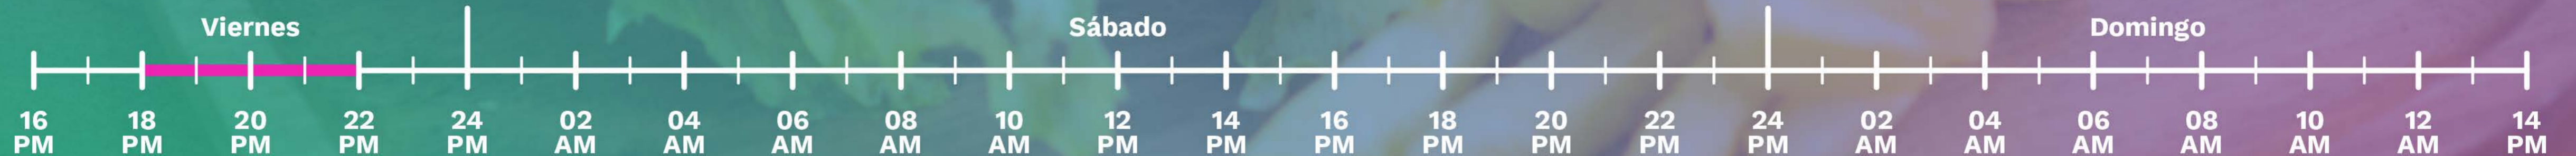 Viernes Sábado Domingo
16 18 20 22 24 02 04 06 08 10 12 14 16 18 20 22 24 02 04 06 08 10 12 14
PM PM PM PM PM AM AM AM AM AM PM PM PM PM PM PM PM AM AM AM AM AM AM PM